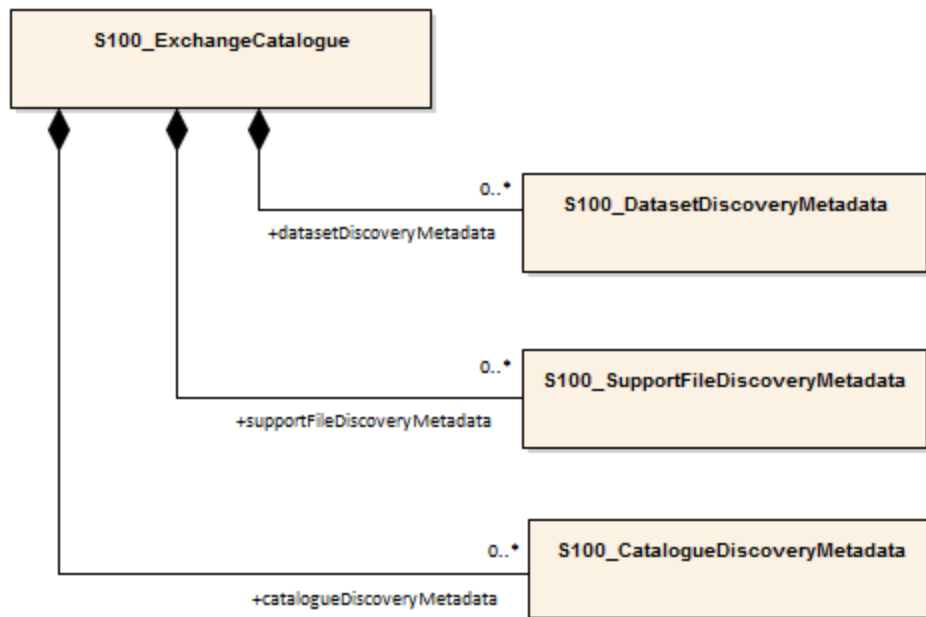 S100_ExchangeCatalogue
0..*
S100_DatasetDiscoveryMetadata
+datasetDiscoveryMetadata
0..*
S100_SupportFileDiscoveryMetadata
+supportFileDiscoveryMetadata
0..*
S100_CatalogueDiscoveryMetadata
+catalogueDiscoveryMetadata